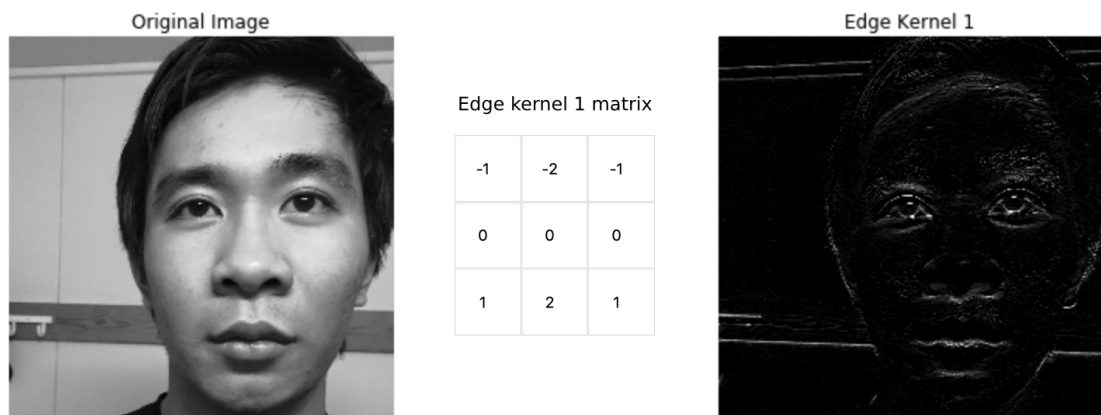 Original Image
Edge Kernel 1
Edge kernel 1 matrix
-1 -2 -1
0 0 0
1 2 1